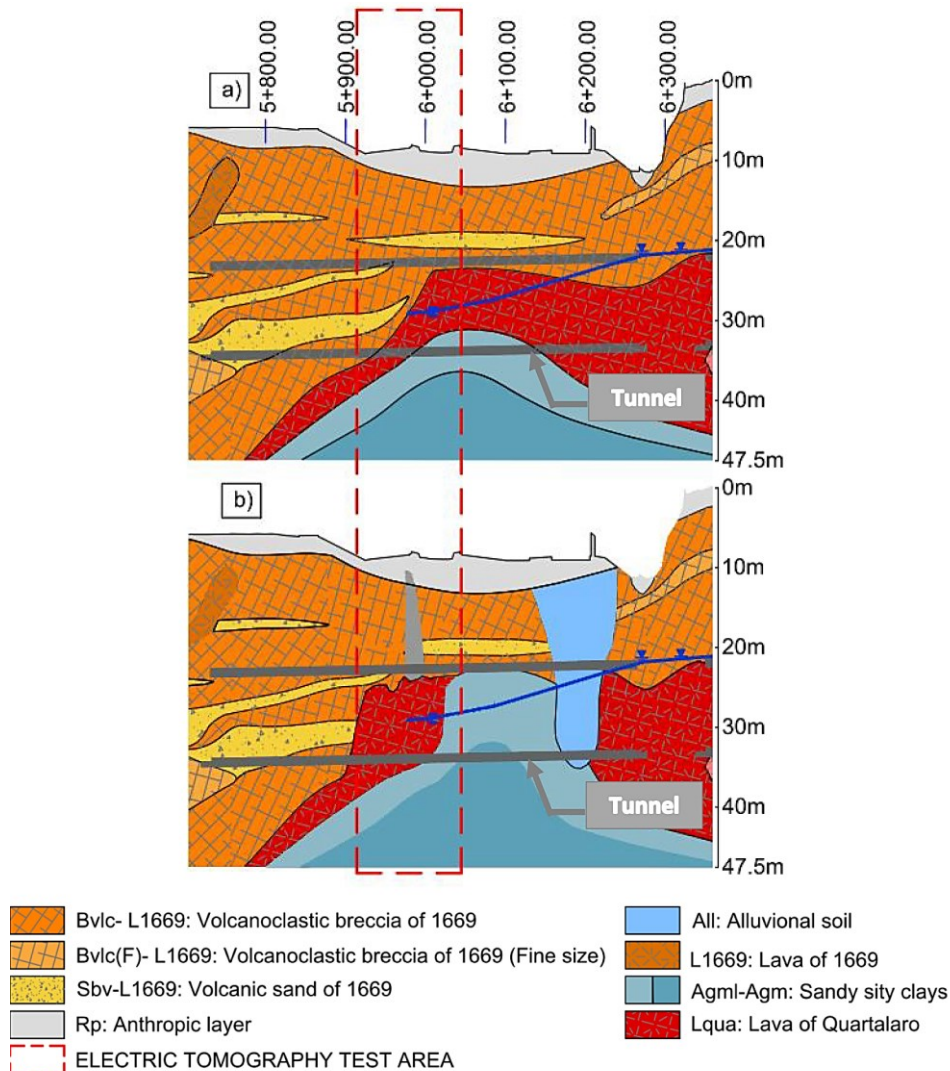 5+800.00
5+900.00
6+000.00
6+100.00
6+200.00
6+300.00
a)
0m
10m
20m
30m
40m
47.5m
Tunnel
b)
0m
10m
20m
30m
40m
47.5m
Tunnel
Bvlc- L1669: Volcanoclastic breccia of 1669
Bvlc(F)- L1669: Volcanoclastic breccia of 1669 (Fine size)
Sbv-L1669: Volcanic sand of 1669
Rp: Anthropic layer
ELECTRIC TOMOGRAPHY TEST AREA
All: Alluvional soil
L1669: Lava of 1669
Agml-Agm: Sandy sity clays
Lqua: Lava of Quartalaro